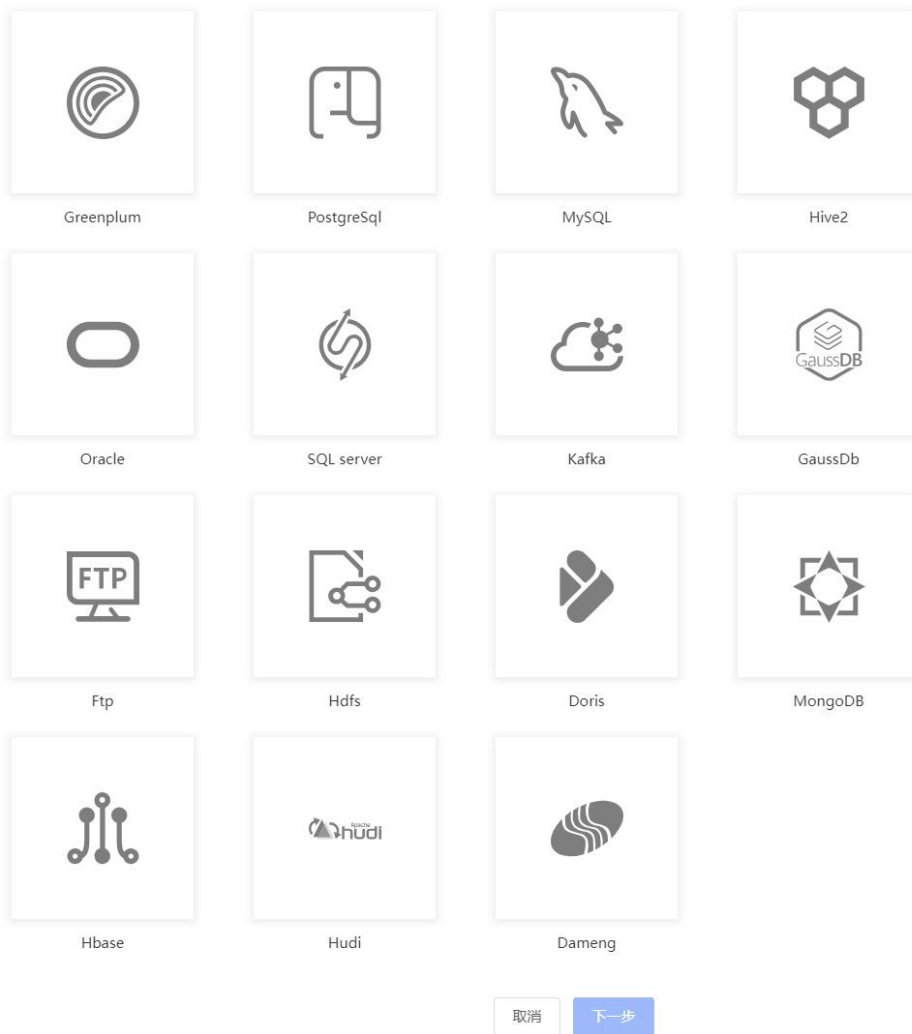 Greenplum
PostgreSql
MySQL
Hive2
GaussDB
Oracle
SQL server
Kafka
GaussDb
FTP
Ftp
Hdfs
Doris
MongoDB
Apache
hudi
Hbase
Hudi
Dameng
取消
下一步